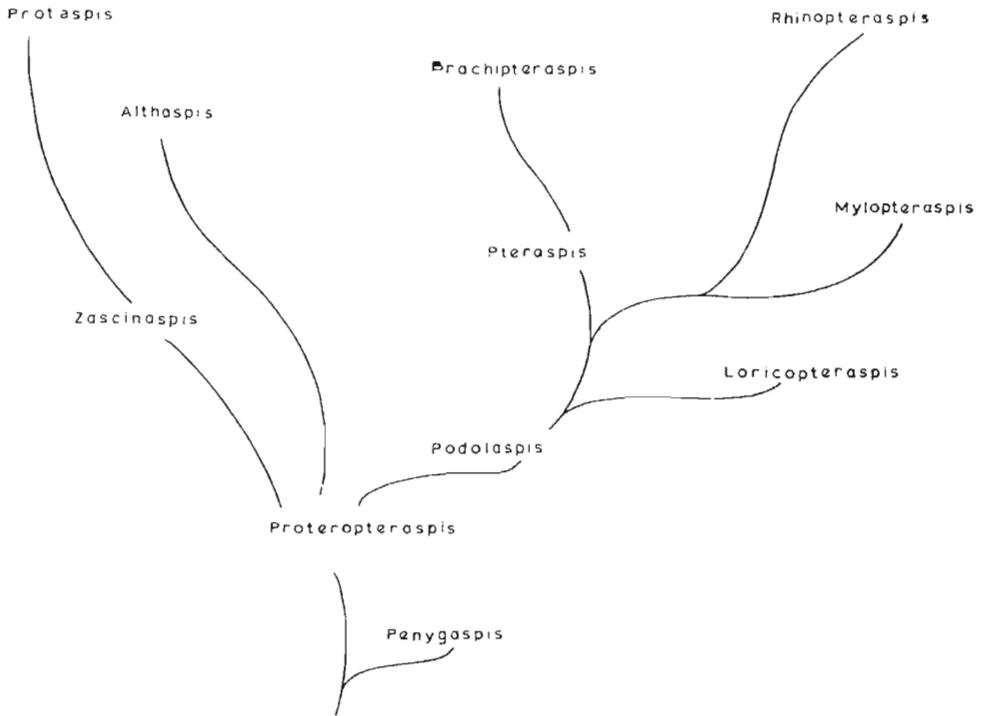 Protaspis
Rhinopteraspis
Brachipteraspis
Althaspis
Mylopteraspis
Pteraspis
Zascinaspis
Loricopteraspis
Podolaspis
Proteropteraspis
Penygaspis